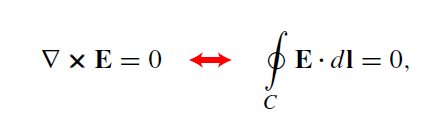 ∇ × E = 0 ↔ ∮_C E · dl = 0,